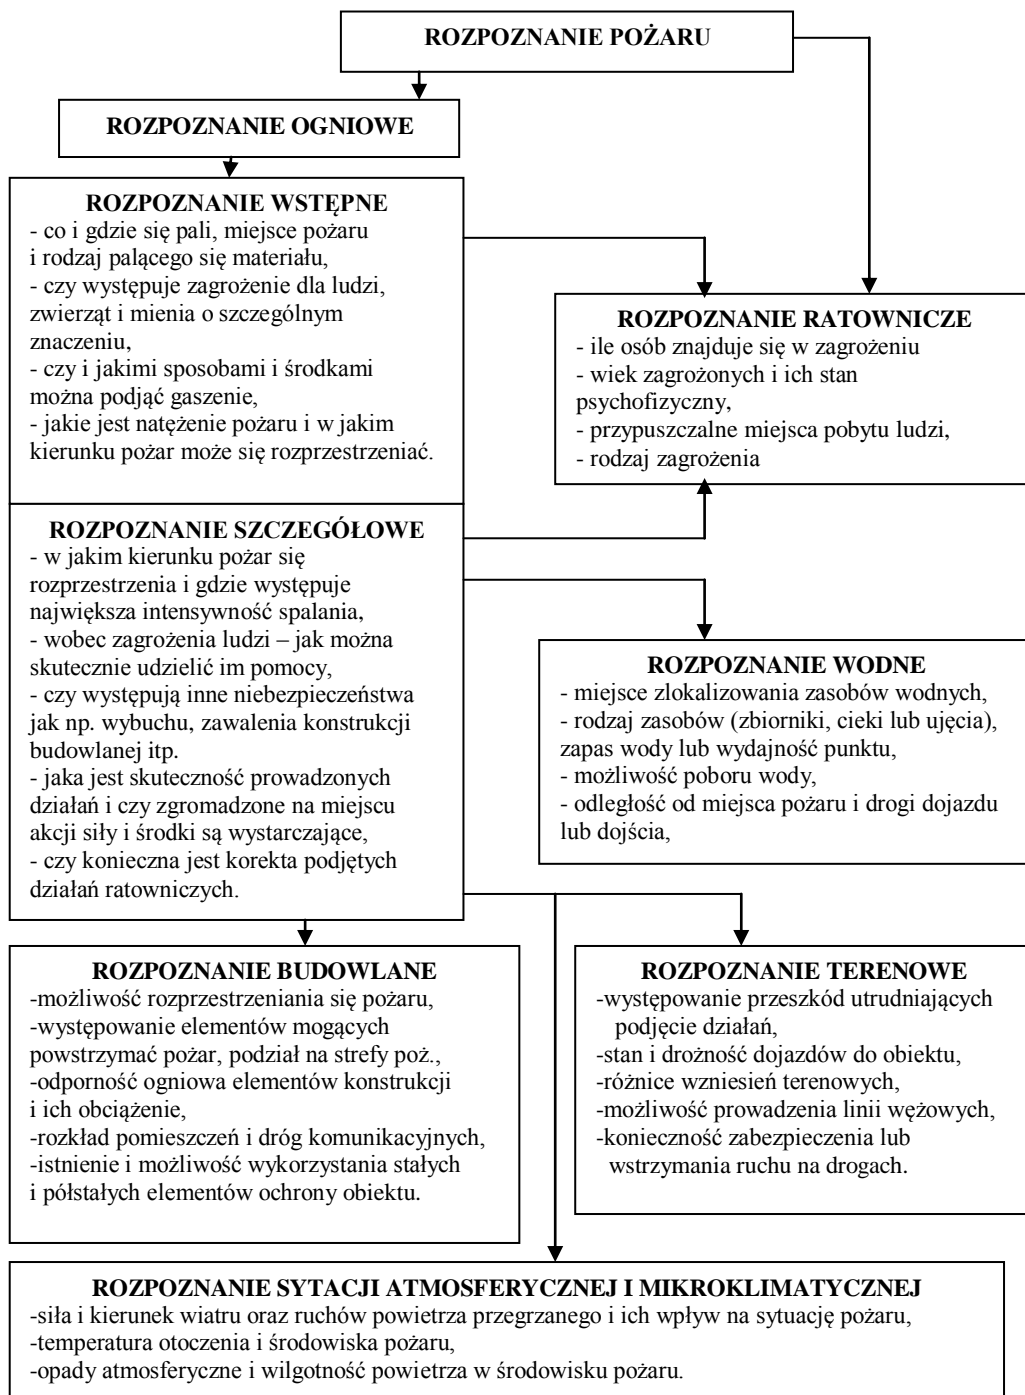 ROZPOZNANIE POŻARU
ROZPOZNANIE OGNIOWE
ROZPOZNANIE WSTĘPNE
- co i gdzie się pali, miejsce pożaru
i rodzaj palącego się materiału,
- czy występuje zagrożenie dla ludzi,
zwierząt i mienia o szczególnym
znaczeniu,
- czy i jakimi sposobami i środkami
można podjąć gaszenie,
- jakie jest natężenie pożaru i w jakim
kierunku pożar może się rozprzestrzeniać.
ROZPOZNANIE RATOWNICZE
- ile osób znajduje się w zagrożeniu
- wiek zagrożonych i ich stan
psychofizyczny,
- przypuszczalne miejsca pobytu ludzi,
- rodzaj zagrożenia
ROZPOZNANIE SZCZEGÓŁOWE
- w jakim kierunku pożar się
rozprzestrzenia i gdzie występuje
największa intensywność spalania,
- wobec zagrożenia ludzi – jak można
skutecznie udzielić im pomocy,
- czy występują inne niebezpieczeństwa
jak np. wybuchu, zawalenia konstrukcji
budowlanej itp.
- jaka jest skuteczność prowadzonych
działań i czy zgromadzone na miejscu
akcji siły i środki są wystarczające,
- czy konieczna jest korekta podjętych
działań ratowniczych.
ROZPOZNANIE WODNE
- miejsce zlokalizowania zasobów wodnych,
- rodzaj zasobów (zbiorniki, cieki lub ujęcia),
zapas wody lub wydajność punktu,
- możliwość poboru wody,
- odległość od miejsca pożaru i drogi dojazdu
lub dojścia,
ROZPOZNANIE BUDOWLANE
-możliwość rozprzestrzeniania się pożaru,
-występowanie elementów mogących
powstrzymać pożar, podział na strefy poż.,
-odporność ogniowa elementów konstrukcji
i ich obciążenie,
-rozkład pomieszczeń i dróg komunikacyjnych,
-istnienie i możliwość wykorzystania stałych
i półstałych elementów ochrony obiektu.
ROZPOZNANIE TERENOWE
-występowanie przeszkód utrudniających
podjęcie działań,
-stan i drożność dojazdów do obiektu,
-różnice wzniesień terenowych,
-możliwość prowadzenia linii wężowych,
-konieczność zabezpieczenia lub
wstrzymania ruchu na drogach.
ROZPOZNANIE SYTACJI ATMOSFERYCZNEJ I MIKROKLIMATYCZNEJ
-siła i kierunek wiatru oraz ruchów powietrza przegrzanego i ich wpływ na sytuację pożaru,
-temperatura otoczenia i środowiska pożaru,
-opady atmosferyczne i wilgotność powietrza w środowisku pożaru.